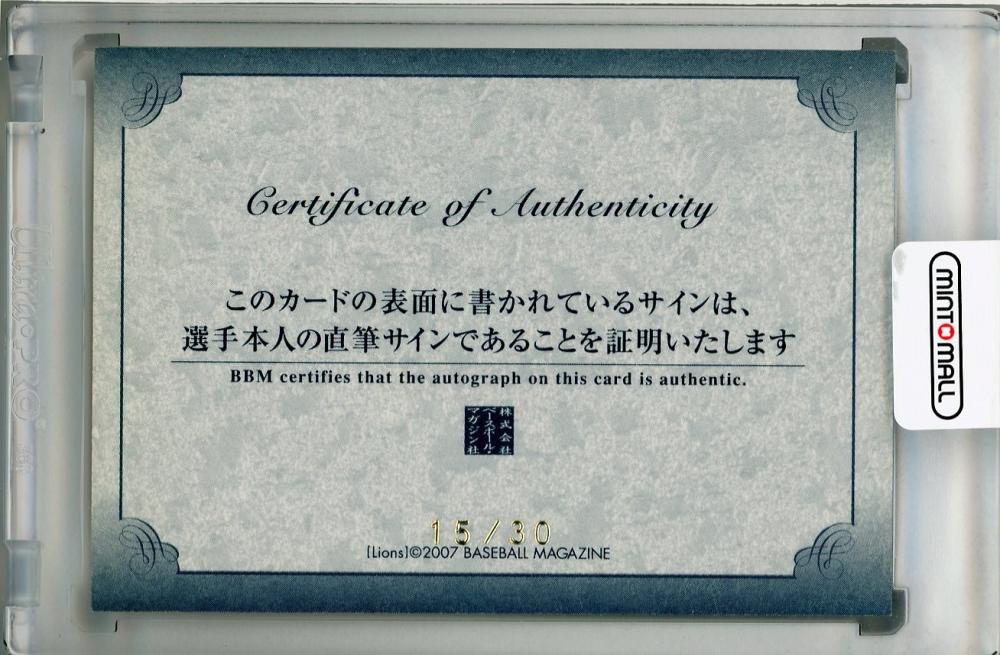 Certificate of Authenticity
このカードの表面に書かれているサインは、
選手本人の直筆サインであることを証明いたします
BBM certifies that the autograph on this card is authentic.
株式会社
ベースボール・
マガジン社
15/30
[Lions]©2007 BASEBALL MAGAZINE
MINTOMALL